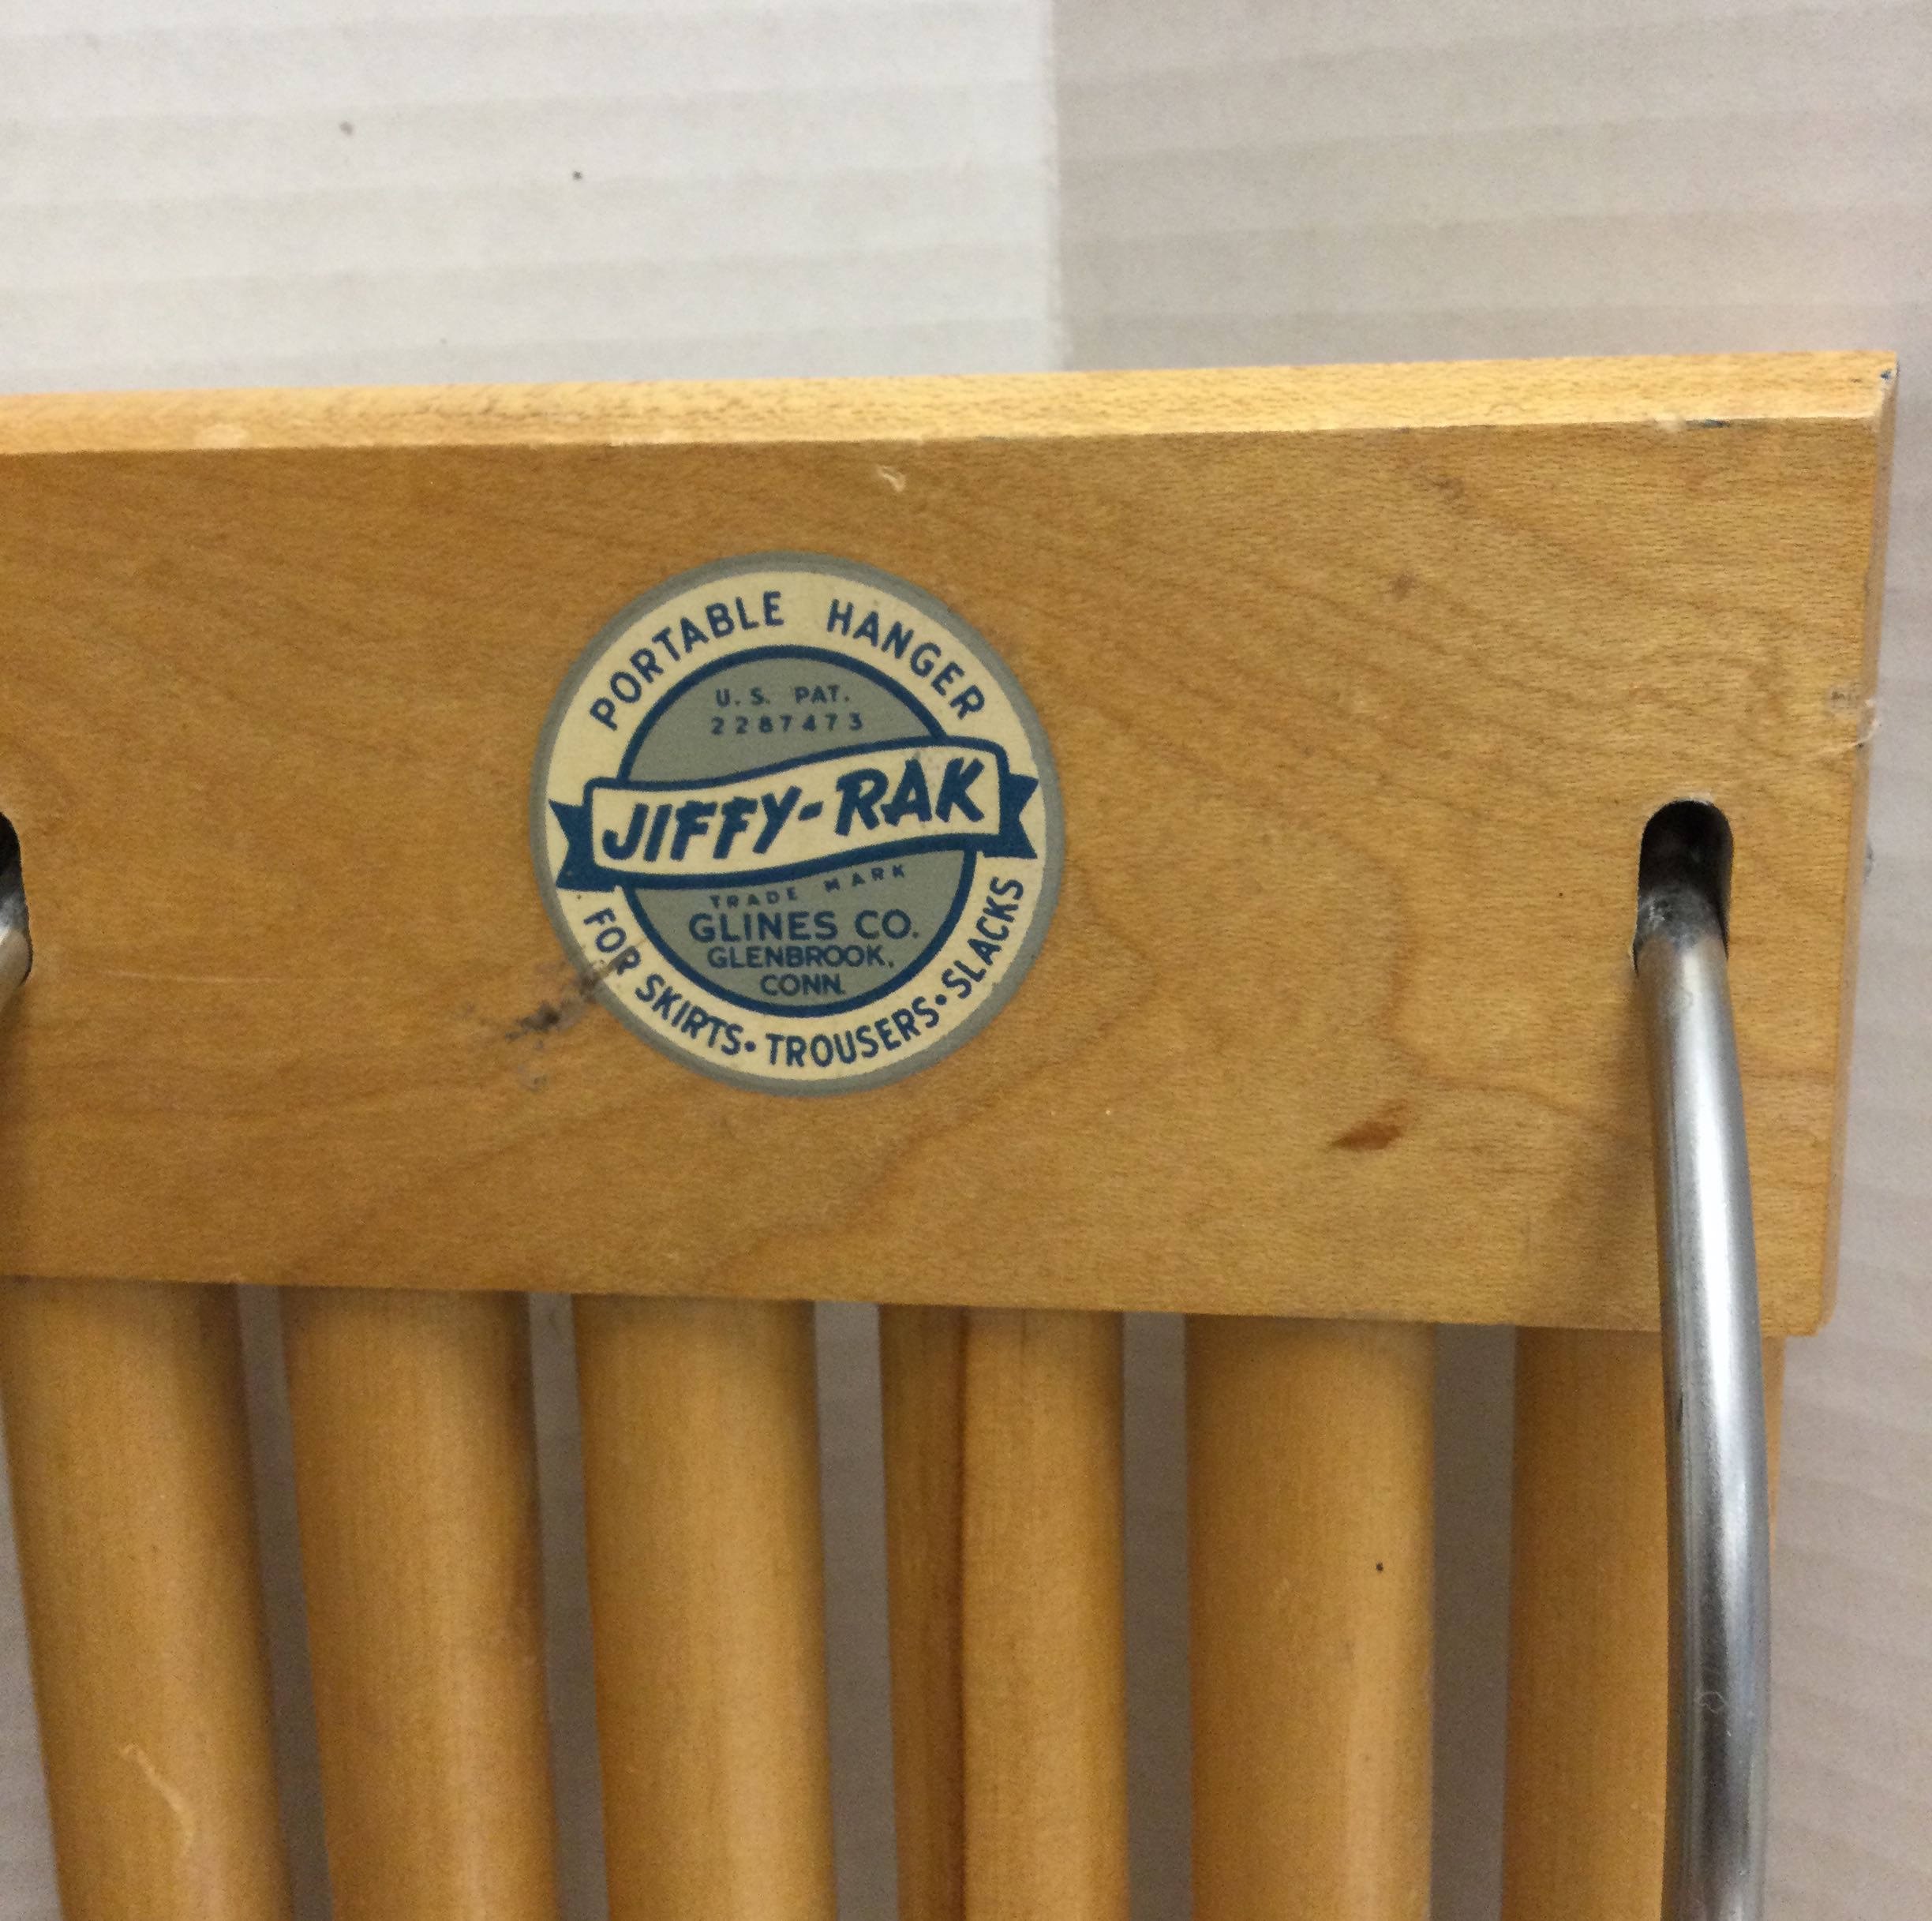 PORTABLE HANGER
U.S. PAT.
2287473
JIFFY-RAK
TRADE MARK
GLINES CO.
GLENBROOK,
CONN.
FOR SKIRTS • TROUSERS • SLACKS